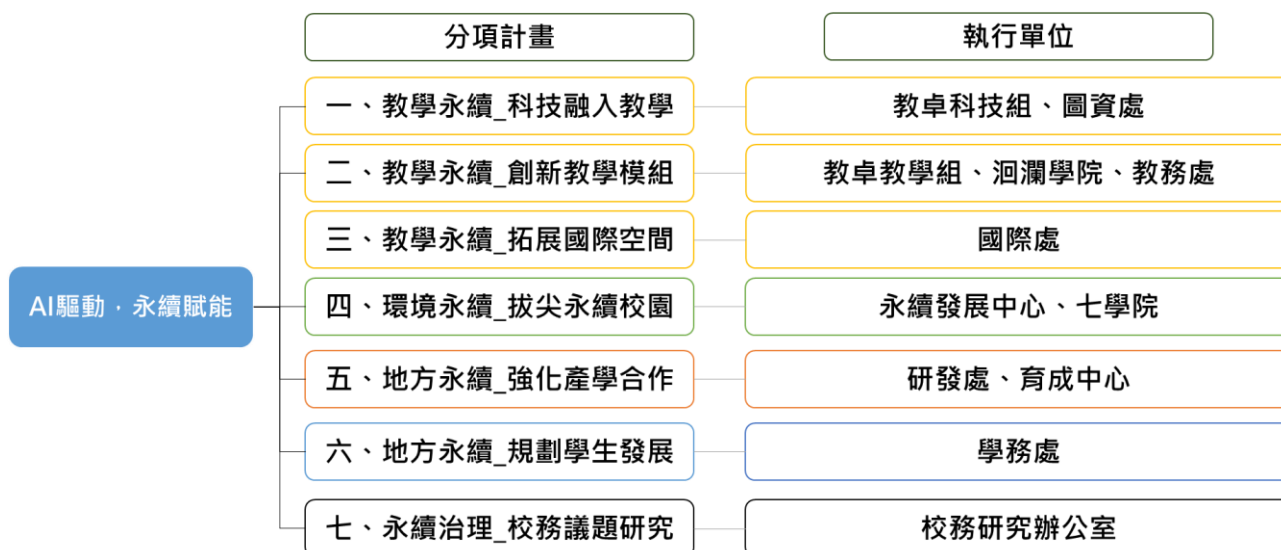 分項計畫
執行單位
一、教學永續_科技融入教學
教卓科技組、圖資處
二、教學永續_創新教學模組
教卓教學組、洄瀾學院、教務處
三、教學永續_拓展國際空間
國際處
AI驅動．永續賦能
四、環境永續_拔尖永續校園
永續發展中心、七學院
五、地方永續_強化產學合作
研發處、育成中心
六、地方永續_規劃學生發展
學務處
七、永續治理_校務議題研究
校務研究辦公室